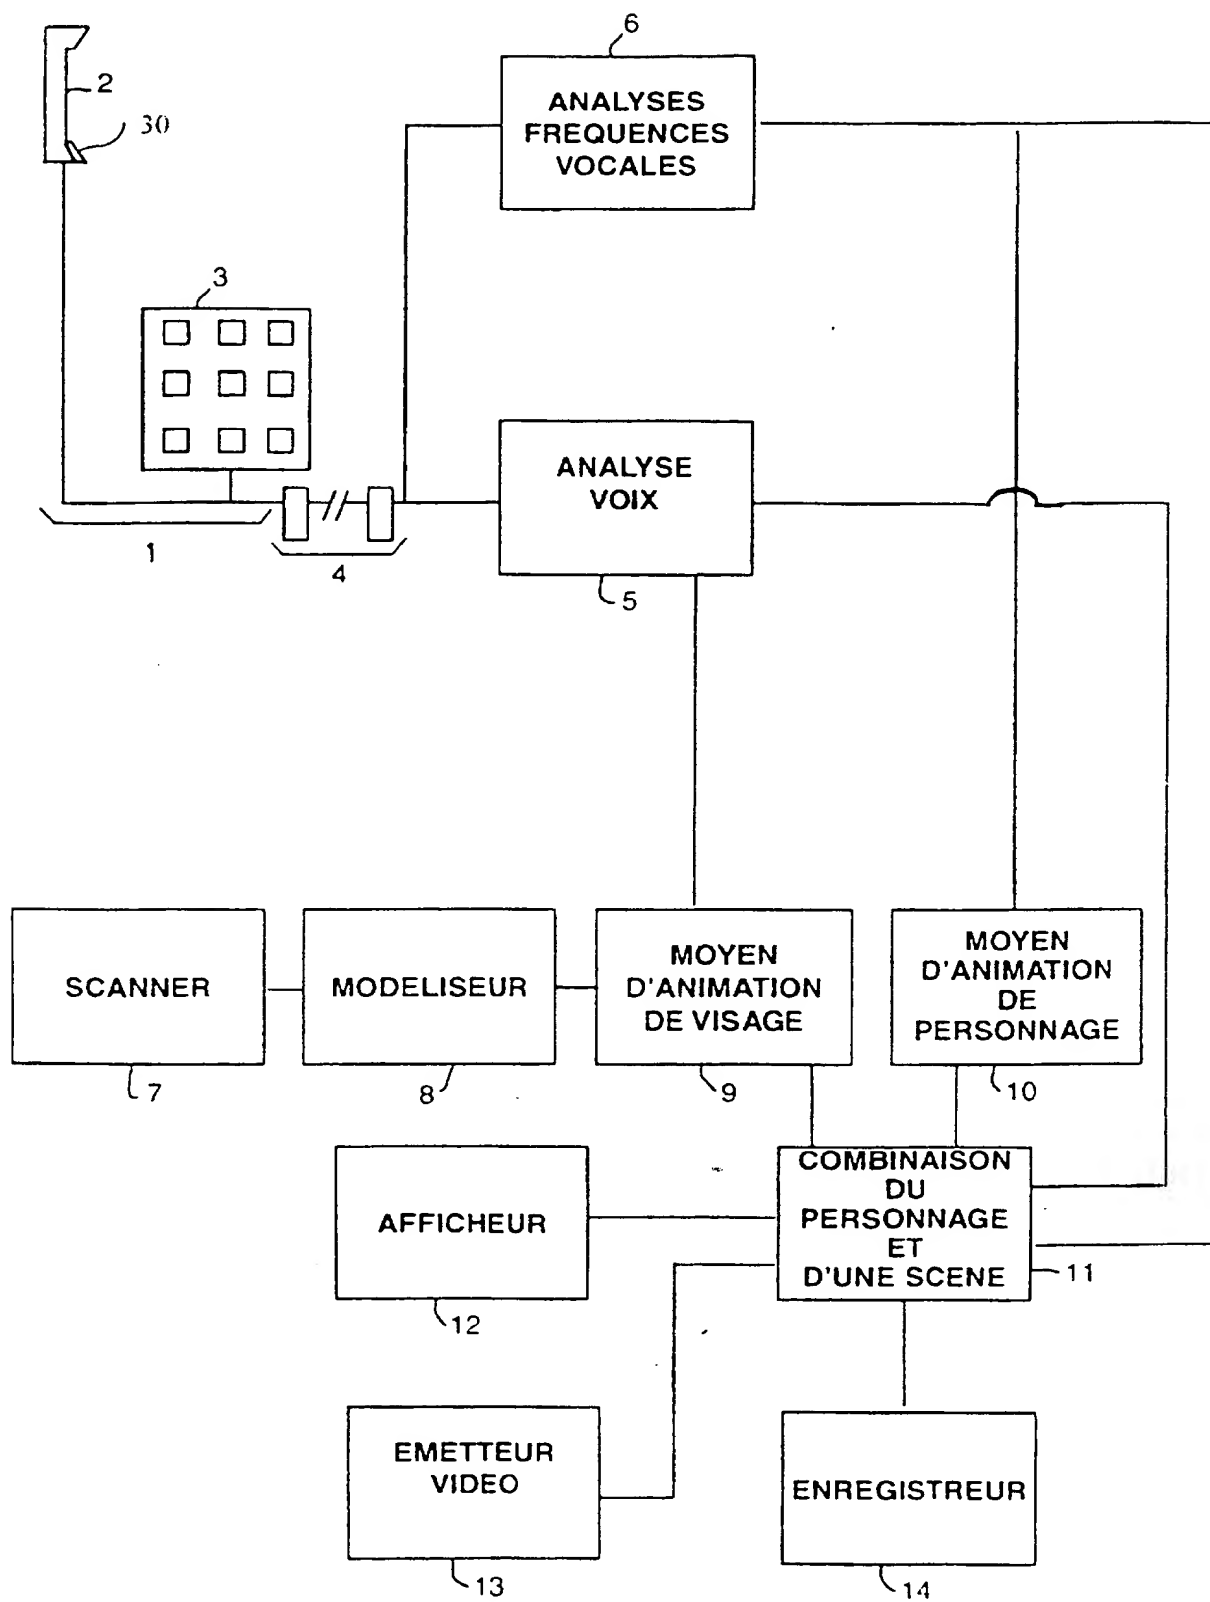 6
2
30
ANALYSES
FREQUENCES
VOCALES
3
ANALYSE
VOIX
1
4
5
SCANNER
MODELISEUR
MOYEN
D'ANIMATION
DE VISAGE
MOYEN
D'ANIMATION
DE
PERSONNAGE
7
8
9
10
AFFICHEUR
COMBINAISON
DU
PERSONNAGE
ET
D'UNE SCENE
11
12
EMETTEUR
VIDEO
ENREGISTREUR
13
14